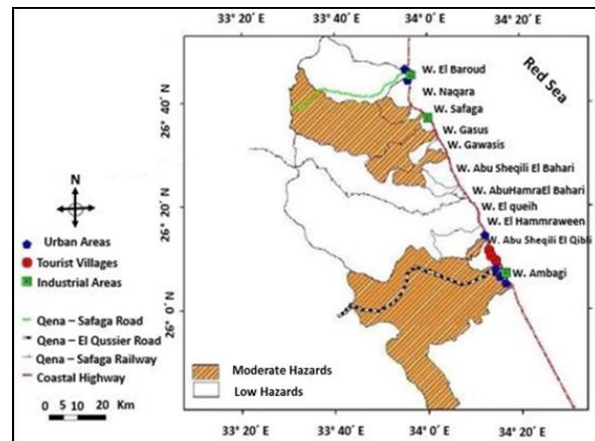 33° 20′ E 33° 40′ E 34° 0′ E 34° 20′ E
Red Sea
W. El Baroud
W. Naqara
W. Safaga
W. Gasus
W. Gawasis
W. Abu Sheqili El Bahari
W. AbuHamraEl Bahari
W. El queih
W. El Hammraween
W. Abu Sheqili El Qibli
W. Ambagi
26° 40′ N
26° 20′ N
26° 0′ N
N
Urban Areas
Tourist Villages
Industrial Areas
Qena – Safaga Road
Qena – El Qussier Road
Qena – Safaga Railway
Coastal Highway
0 5 10 20 Km
Moderate Hazards
Low Hazards
33° 20′ E 33° 40′ E 34° 0′ E 34° 20′ E